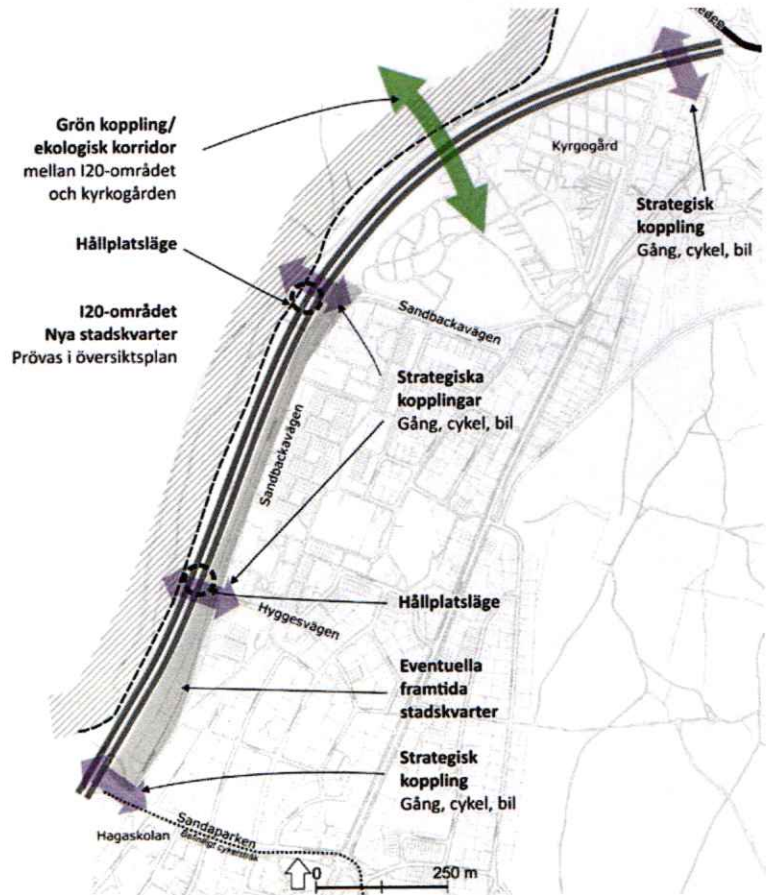 Grön koppling/
ekologisk korridor
mellan I20-området
och kyrkogården
Kyrgogård
Strategisk
koppling
Gång, cykel, bil
Hållplatsläge
I20-området
Nya stadskvarter
Prövas i översiktsplan
Sandbackavägen
Strategiska
kopplingar
Gång, cykel, bil
Sandbackavägen
Hyggesvägen
Hållplatsläge
Eventuella
framtida
stadskvarter
Strategisk
koppling
Gång, cykel, bil
Hagaskolan
Sandaparken
0
250 m